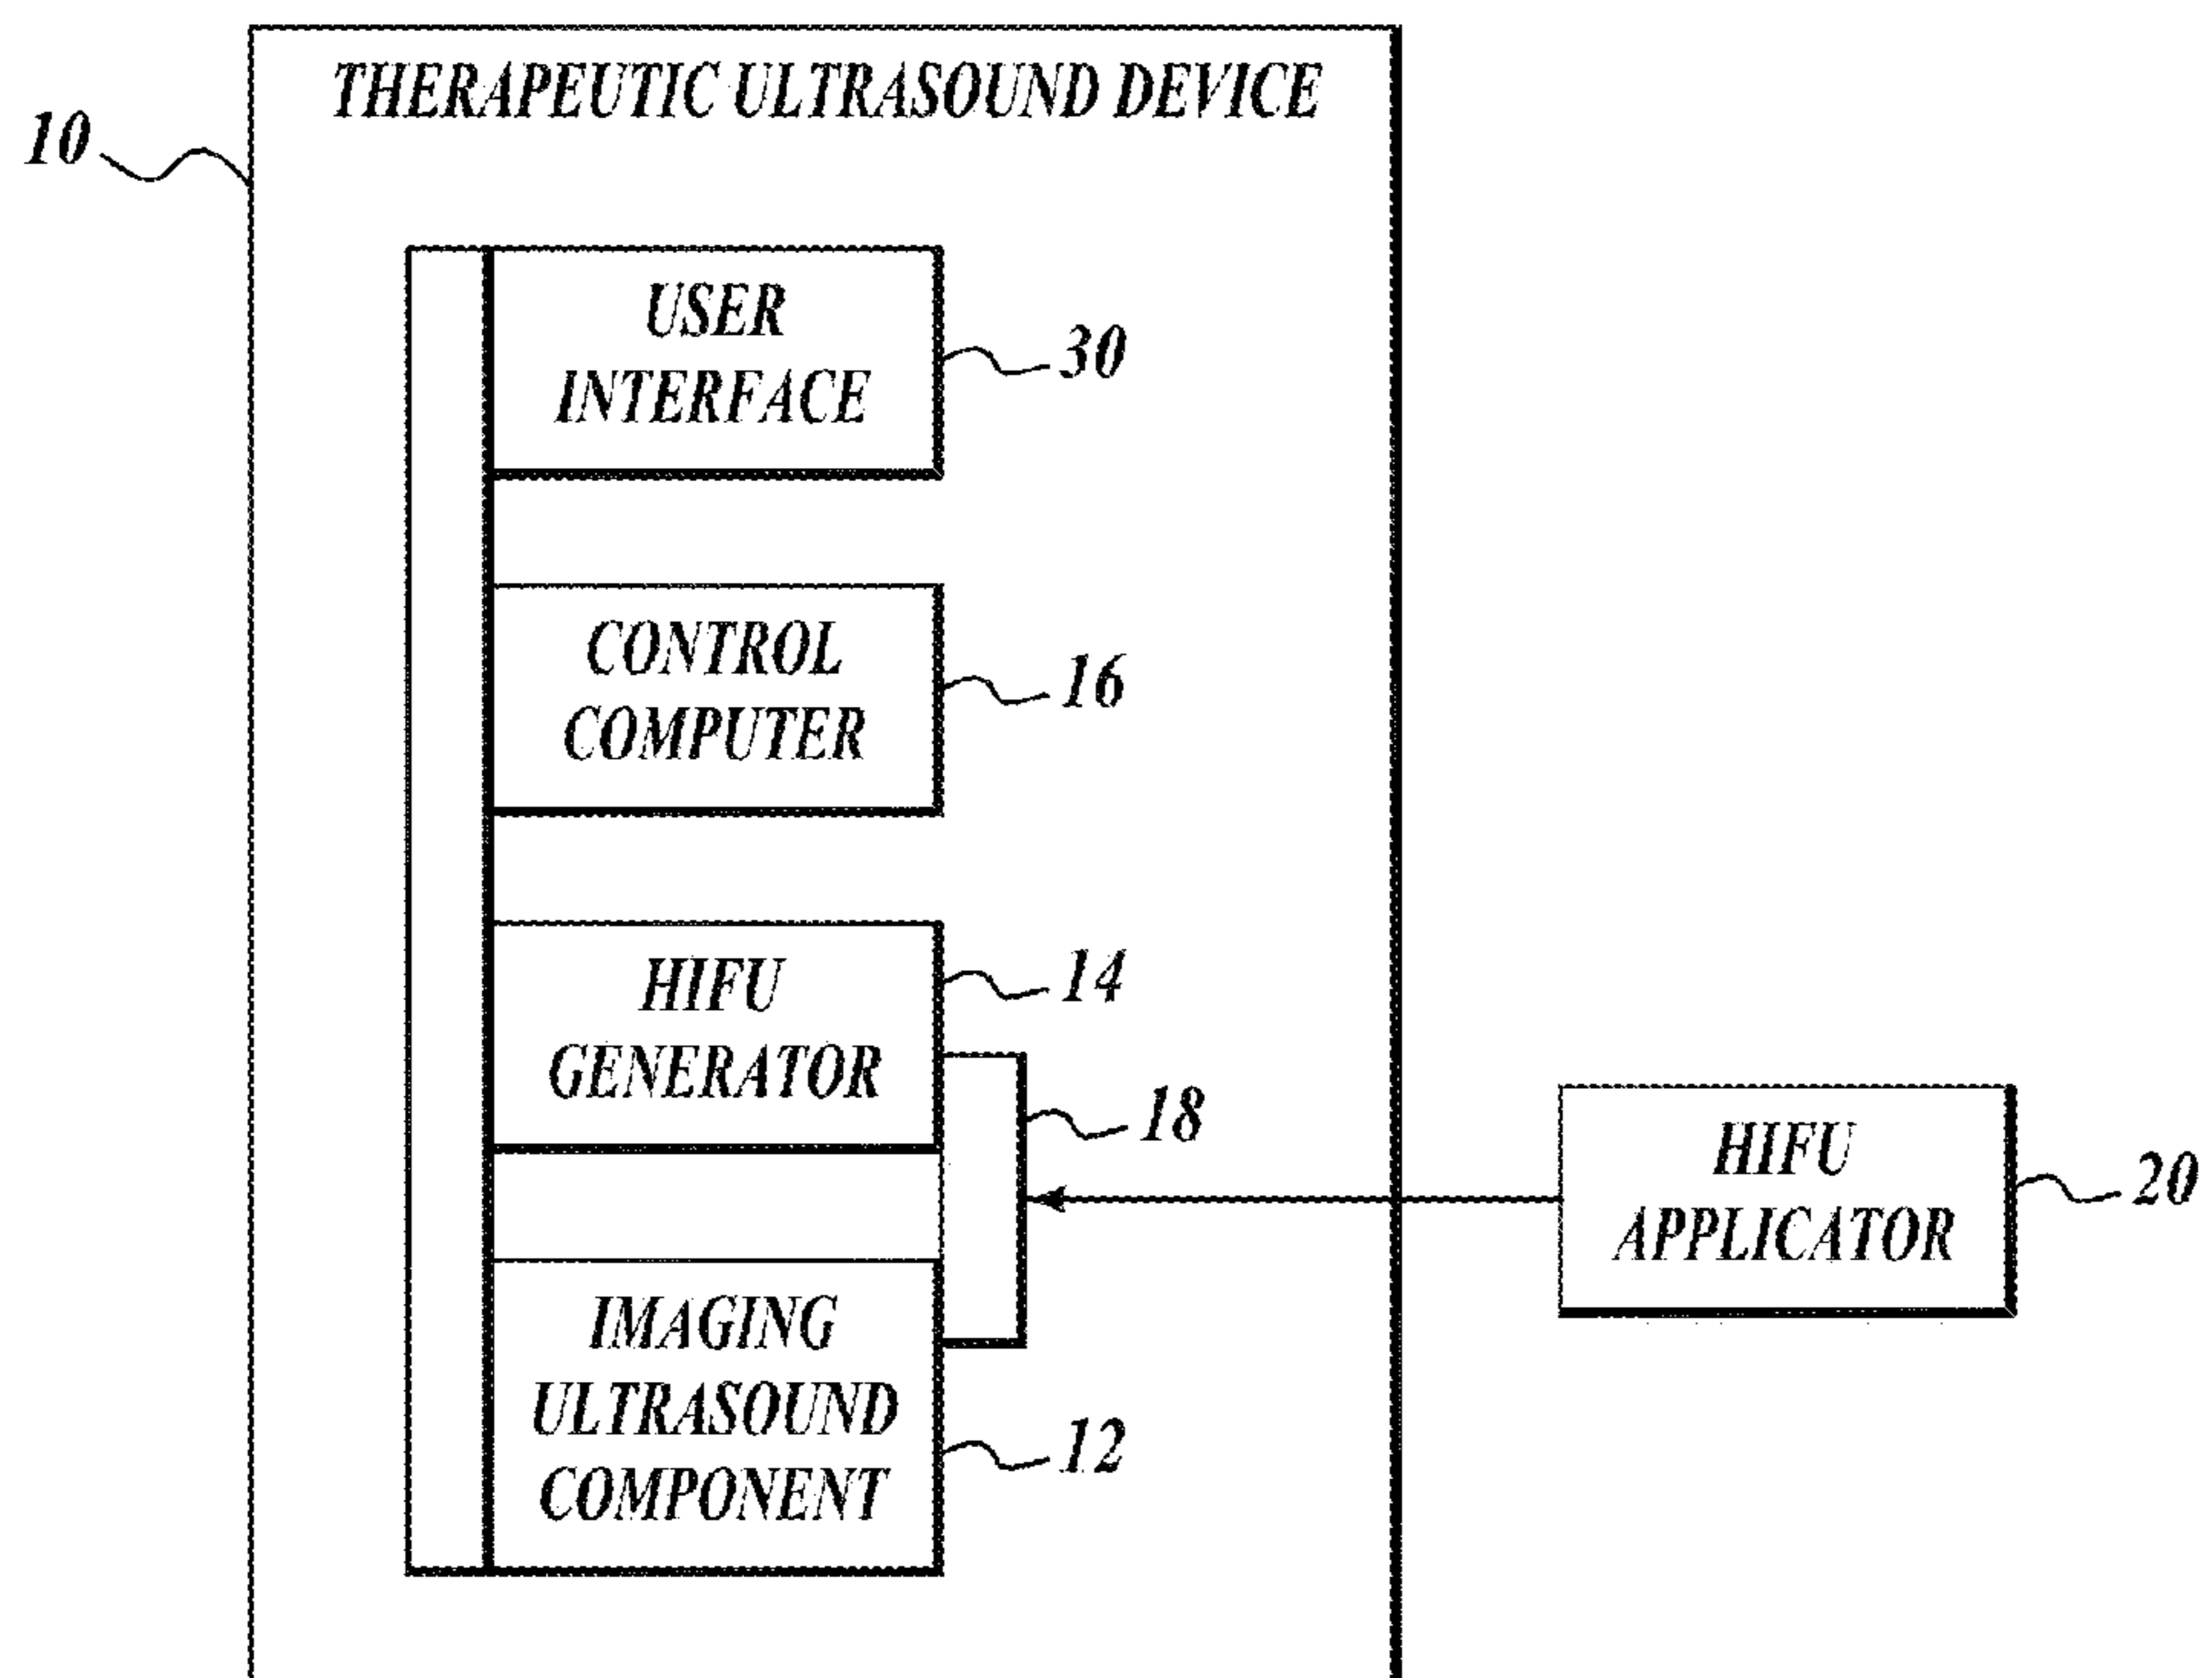 THERAPEUTIC ULTRASOUND DEVICE
10
USER
INTERFACE
30
CONTROL
COMPUTER
16
HIFU
GENERATOR
14
18
HIFU
APPLICATOR
20
IMAGING
ULTRASOUND
COMPONENT
12